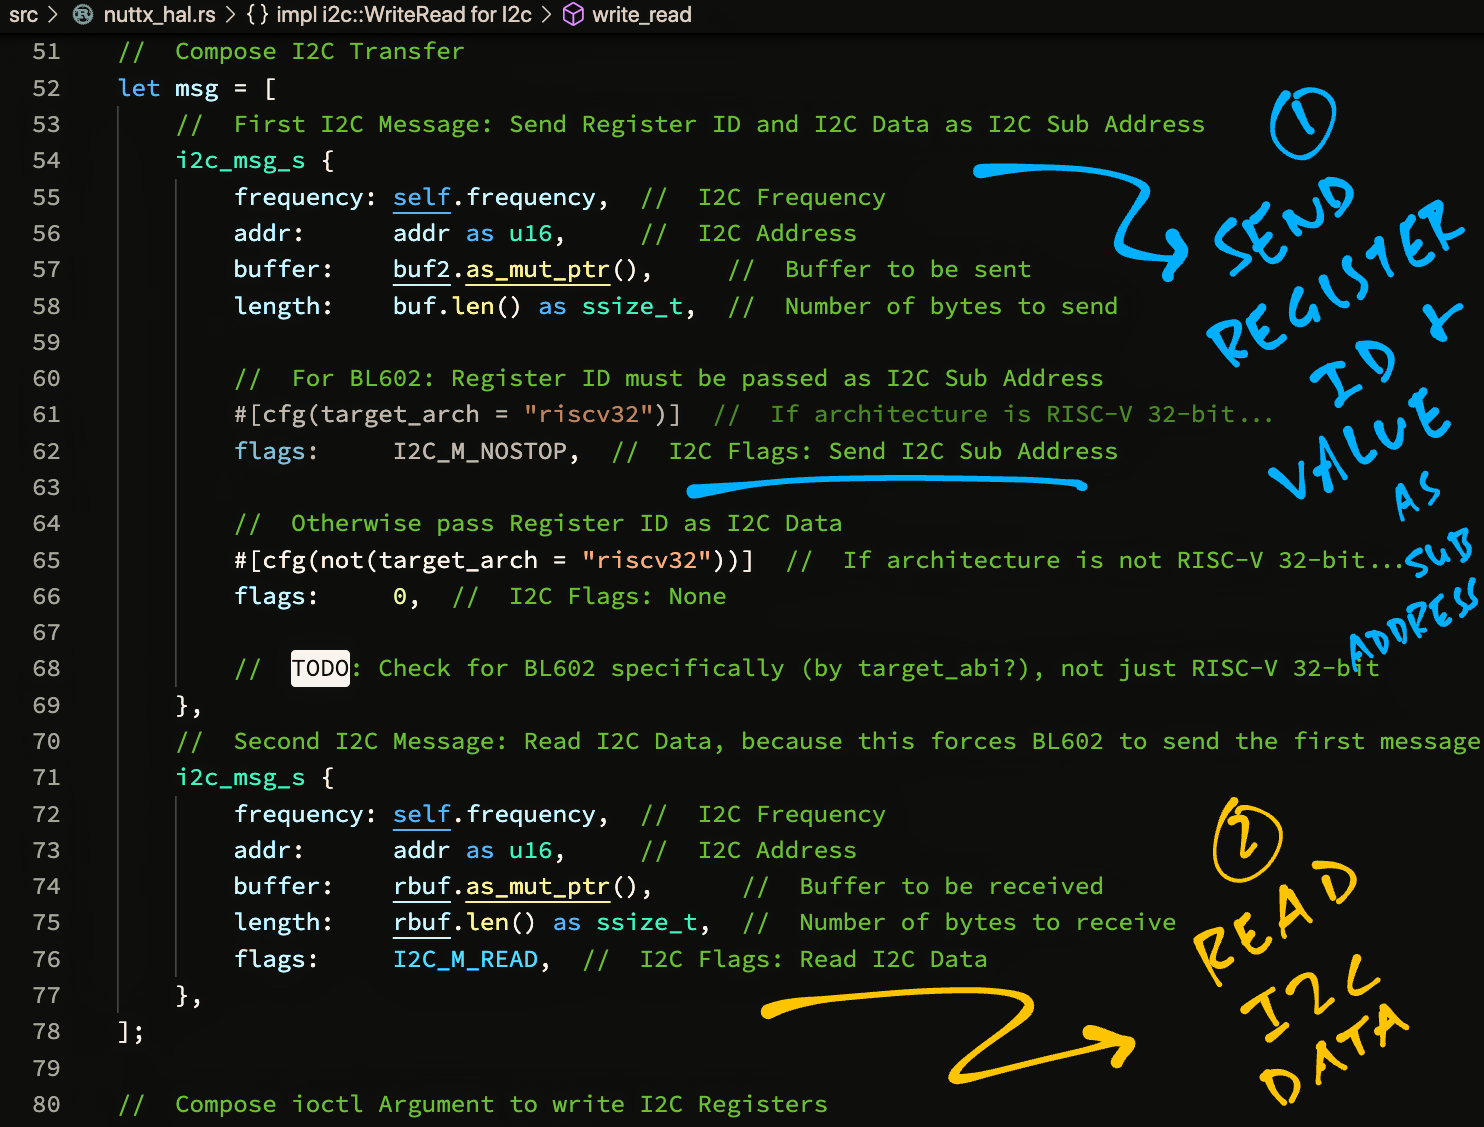 src > nuttx_hal.rs > {} impl i2c::WriteRead for I2c > write_read
51 // Compose I2C Transfer
52 let msg = [
53 // First I2C Message: Send Register ID and I2C Data as I2C Sub Address
54 i2c_msg_s {
55 frequency: self.frequency, // I2C Frequency
56 addr: addr as u16, // I2C Address
57 buffer: buf2.as_mut_ptr(), // Buffer to be sent
58 length: buf.len() as ssize_t, // Number of bytes to send
59
60 // For BL602: Register ID must be passed as I2C Sub Address
61 #[cfg(target_arch = "riscv32")] // If architecture is RISC-V 32-bit...
62 flags: I2C_M_NOSTOP, // I2C Flags: Send I2C Sub Address
63
64 // Otherwise pass Register ID as I2C Data
65 #[cfg(not(target_arch = "riscv32"))] // If architecture is not RISC-V 32-bit...
66 flags: 0, // I2C Flags: None
67
68 // TODO: Check for BL602 specifically (by target_abi?), not just RISC-V 32-bit
69 },
70 // Second I2C Message: Read I2C Data, because this forces BL602 to send the first message
71 i2c_msg_s {
72 frequency: self.frequency, // I2C Frequency
73 addr: addr as u16, // I2C Address
74 buffer: rbuf.as_mut_ptr(), // Buffer to be received
75 length: rbuf.len() as ssize_t, // Number of bytes to receive
76 flags: I2C_M_READ, // I2C Flags: Read I2C Data
77 },
78 ];
79
80 // Compose ioctl Argument to write I2C Registers
1
SEND
REGISTER
ID &
VALUE
AS
SUB
ADDRESS
2
READ
I2C
DATA